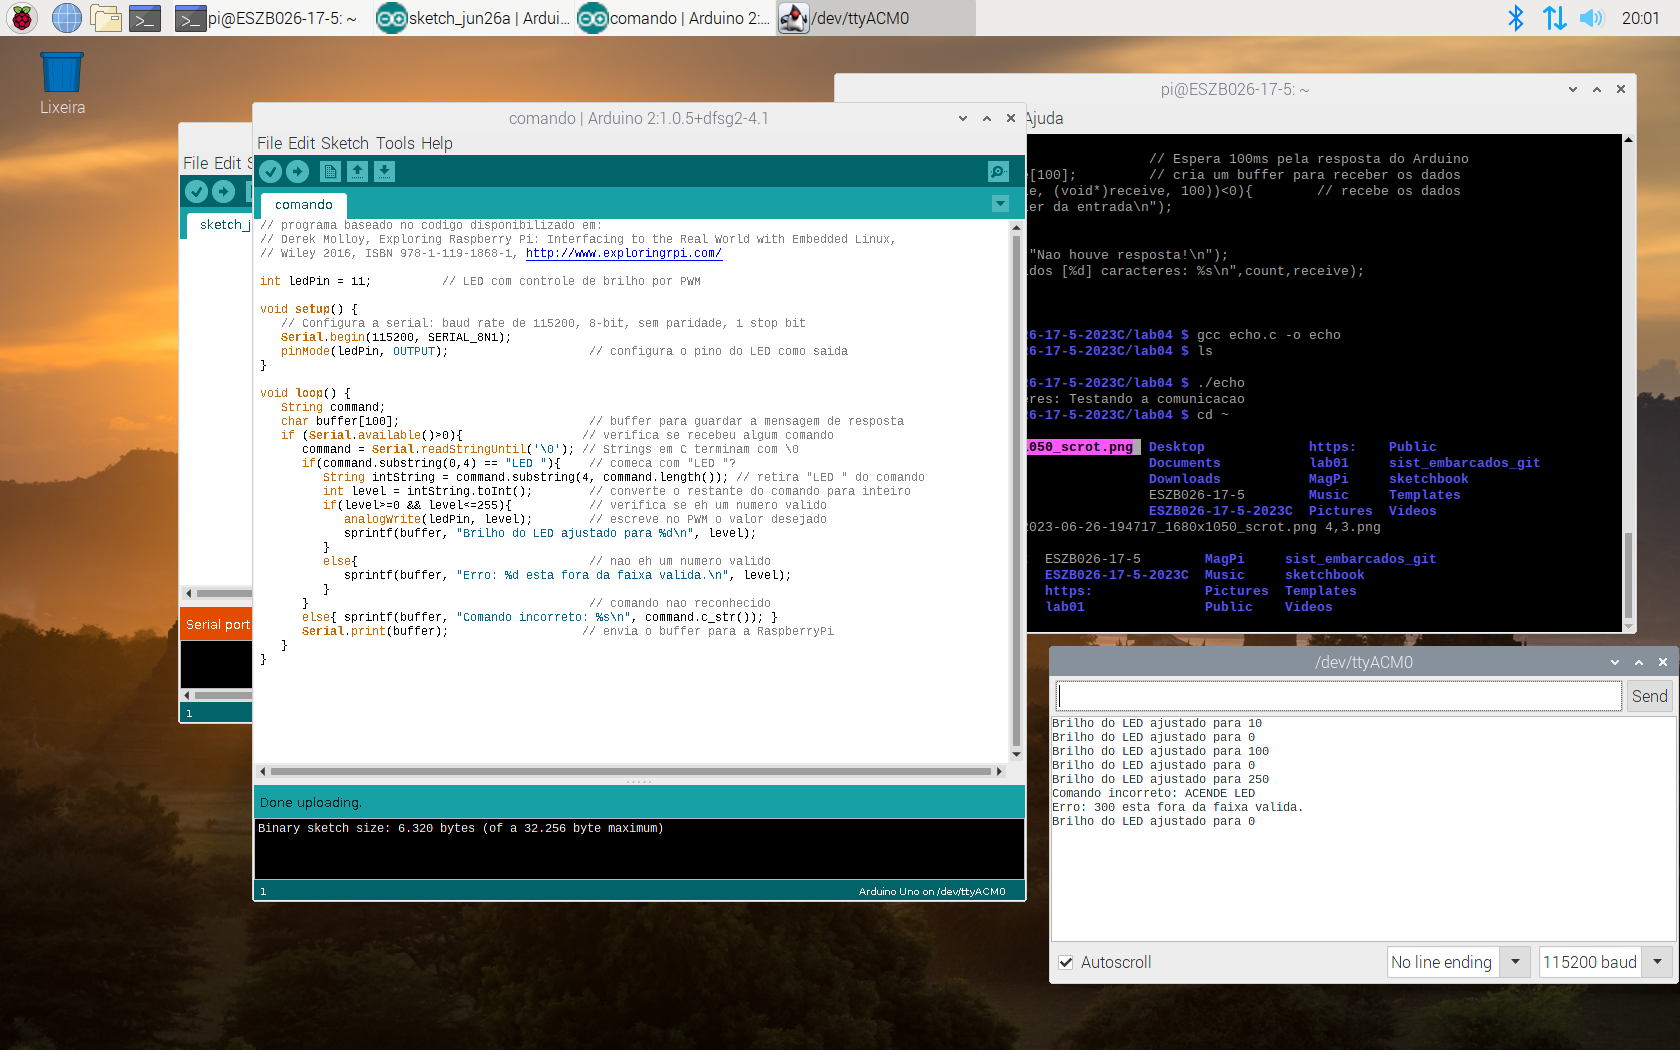 pi@ESZB026-17-5: ~
sketch_jun26a | Ardui...
comando | Arduino 2:...
/dev/ttyACM0
20:01
Lixeira
pi@ESZB026-17-5: ~
Ajuda
// Espera 100ms pela resposta do Arduino
e[100]; // cria um buffer para receber os dados
e, (void*)receive, 100))<0){ // recebe os dados
er da entrada\n");
"Nao houve resposta!\n");
dos [%d] caracteres: %s\n",count,receive);
6-17-5-2023C/lab04 $ gcc echo.c -o echo
6-17-5-2023C/lab04 $ ls
6-17-5-2023C/lab04 $ ./echo
res: Testando a comunicacao
6-17-5-2023C/lab04 $ cd ~
1050_scrot.png Desktop https: Public
Documents lab01 sist_embarcados_git
Downloads MagPi sketchbook
ESZB026-17-5 Music Templates
ESZB026-17-5-2023C Pictures Videos
2023-06-26-194717_1680x1050_scrot.png 4,3.png
ESZB026-17-5 MagPi sist_embarcados_git
ESZB026-17-5-2023C Music sketchbook
https: Pictures Templates
lab01 Public Videos
File Edit S
sketch_j
Serial port
1
comando | Arduino 2:1.0.5+dfsg2-4.1
File Edit Sketch Tools Help
comando
// programa baseado no codigo disponibilizado em:
// Derek Molloy, Exploring Raspberry Pi: Interfacing to the Real World with Embedded Linux,
// Wiley 2016, ISBN 978-1-119-1868-1, http://www.exploringrpi.com/
int ledPin = 11; // LED com controle de brilho por PWM
void setup() {
// Configura a serial: baud rate de 115200, 8-bit, sem paridade, 1 stop bit
Serial.begin(115200, SERIAL_8N1);
pinMode(ledPin, OUTPUT); // configura o pino do LED como saida
}
void loop() {
String command;
char buffer[100]; // buffer para guardar a mensagem de resposta
if (Serial.available()>0){ // verifica se recebeu algum comando
command = Serial.readStringUntil('\0'); // Strings em C terminam com \0
if(command.substring(0,4) == "LED "){ // comeca com "LED "?
String intString = command.substring(4, command.length()); // retira "LED " do comando
int level = intString.toInt(); // converte o restante do comando para inteiro
if(level>=0 && level<=255){ // verifica se eh um numero valido
analogWrite(ledPin, level); // escreve no PWM o valor desejado
sprintf(buffer, "Brilho do LED ajustado para %d\n", level);
}
else{ // nao eh um numero valido
sprintf(buffer, "Erro: %d esta fora da faixa valida.\n", level);
}
} // comando nao reconhecido
else{ sprintf(buffer, "Comando incorreto: %s\n", command.c_str()); }
Serial.print(buffer); // envia o buffer para a RaspberryPi
}
}
Done uploading.
Binary sketch size: 6.320 bytes (of a 32.256 byte maximum)
1
Arduino Uno on /dev/ttyACM0
/dev/ttyACM0
Send
Brilho do LED ajustado para 10
Brilho do LED ajustado para 0
Brilho do LED ajustado para 100
Brilho do LED ajustado para 0
Brilho do LED ajustado para 250
Comando incorreto: ACENDE LED
Erro: 300 esta fora da faixa valida.
Brilho do LED ajustado para 0
Autoscroll
No line ending
115200 baud